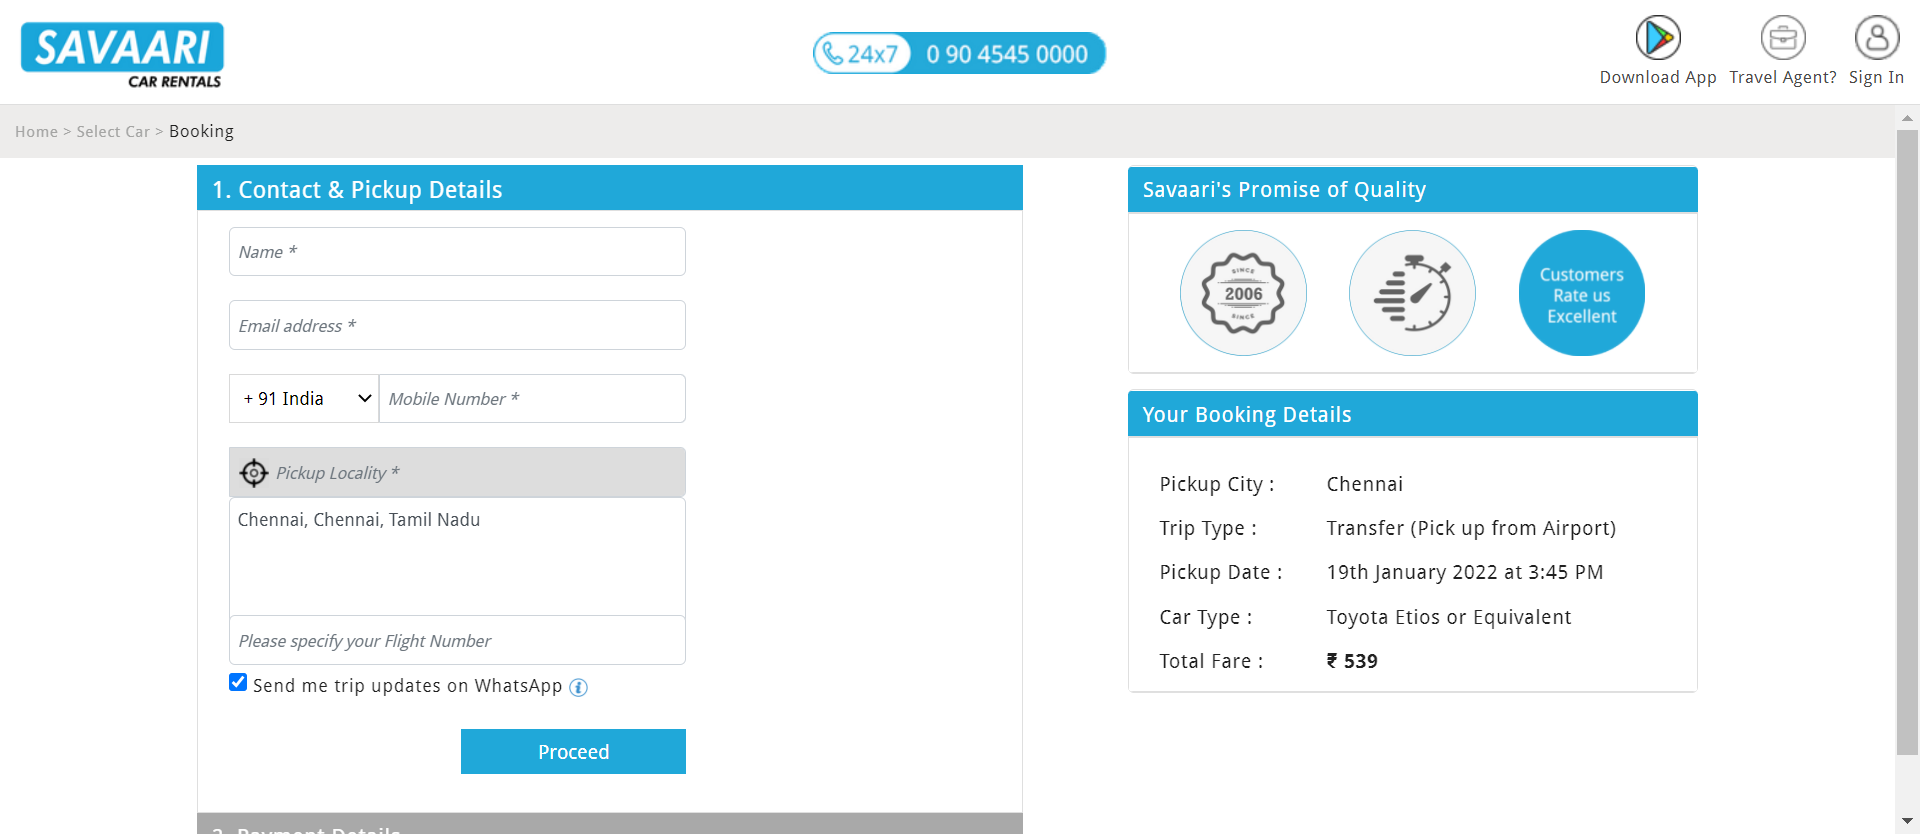 SAVAARI
CAR RENTALS
24x7 0 90 4545 0000
Download App
Travel Agent?
Sign In
Home > Select Car > Booking
1. Contact & Pickup Details
Name *
Email address *
+ 91 India
Mobile Number *
Pickup Locality *
Chennai, Chennai, Tamil Nadu
Please specify your Flight Number
Send me trip updates on WhatsApp i
Proceed
2. Payment Details
Savaari's Promise of Quality
SINCE
2006
SINCE
Customers
Rate us
Excellent
Your Booking Details
Pickup City : Chennai
Trip Type : Transfer (Pick up from Airport)
Pickup Date : 19th January 2022 at 3:45 PM
Car Type : Toyota Etios or Equivalent
Total Fare : ₹ 539